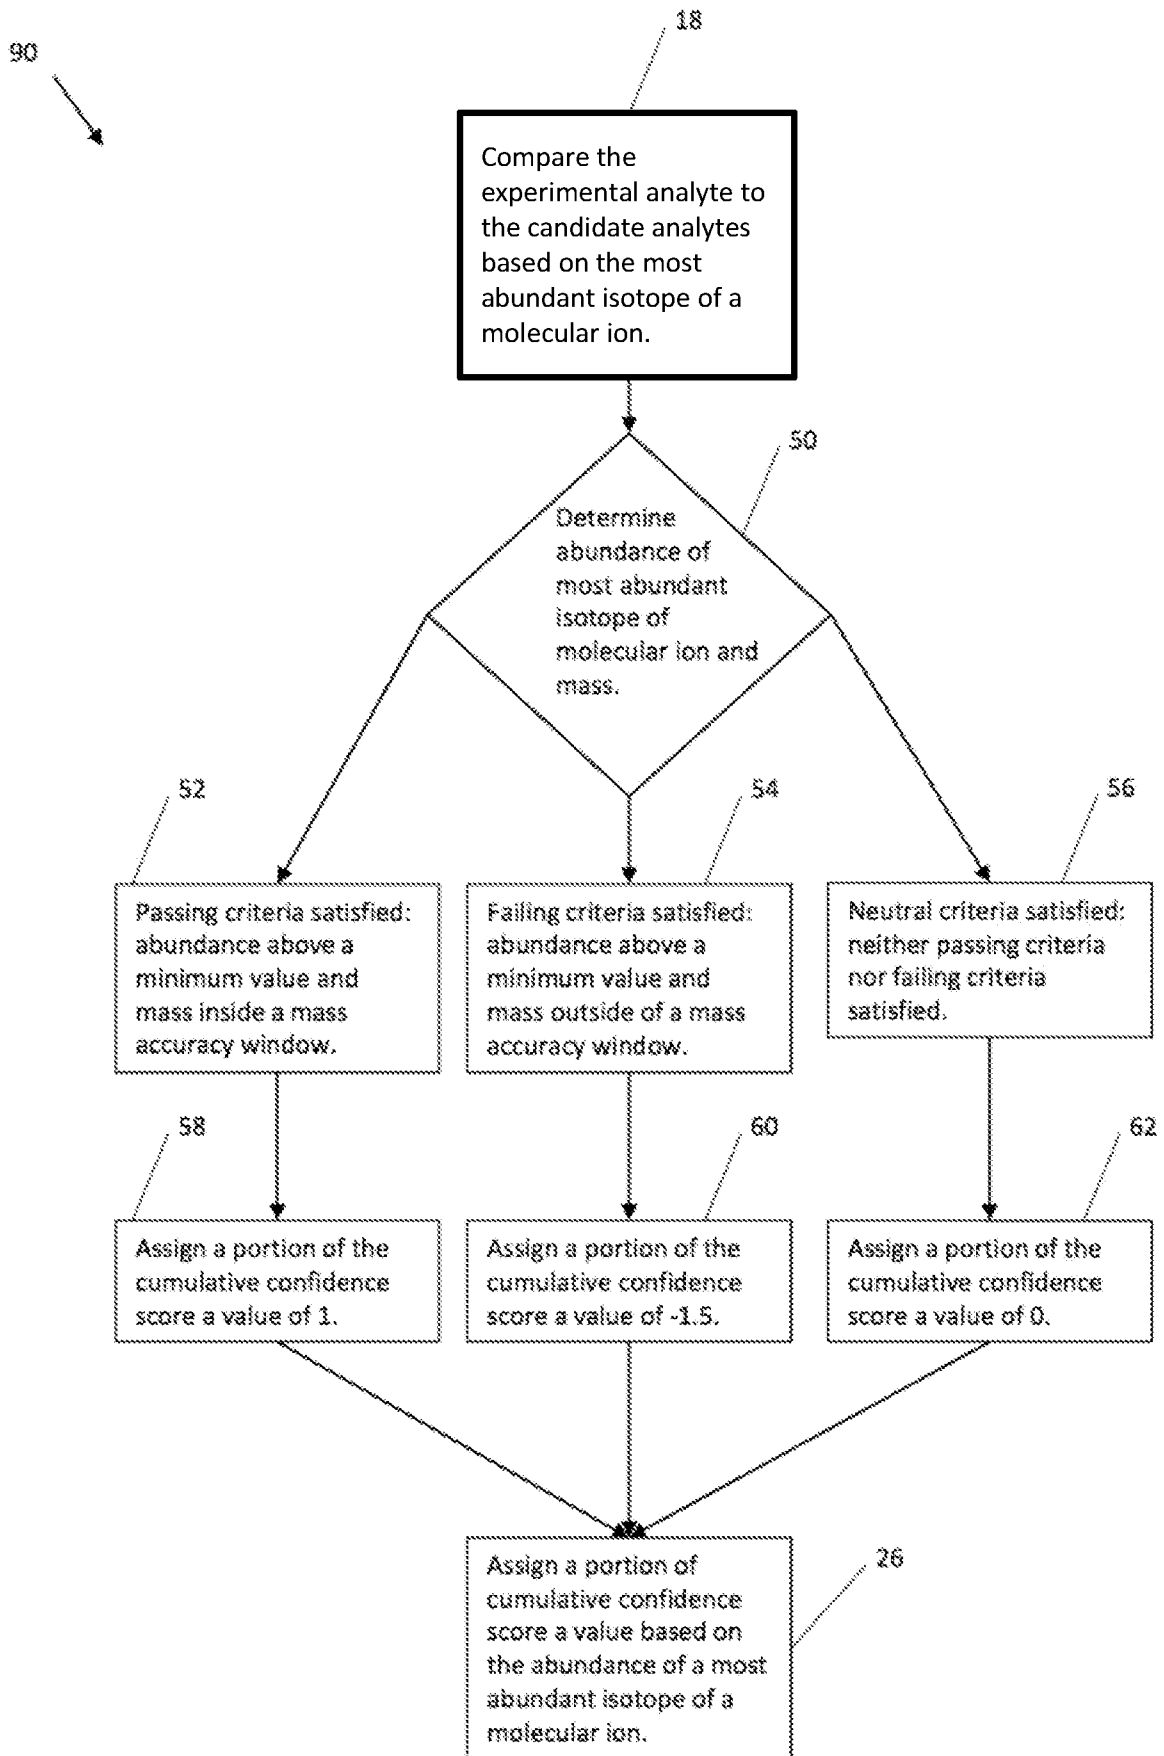 90
18
Compare the
experimental analyte to
the candidate analytes
based on the most
abundant isotope of a
molecular ion.
50
Determine
abundance of
most abundant
isotope of
molecular ion and
mass.
52
Passing criteria satisfied:
abundance above a
minimum value and
mass inside a mass
accuracy window.
54
Failing criteria satisfied:
abundance above a
minimum value and
mass outside of a mass
accuracy window.
56
Neutral criteria satisfied:
neither passing criteria
nor failing criteria
satisfied.
58
Assign a portion of the
cumulative confidence
score a value of 1.
60
Assign a portion of the
cumulative confidence
score a value of -1.5.
62
Assign a portion of the
cumulative confidence
score a value of 0.
26
Assign a portion of
cumulative confidence
score a value based on
the abundance of a most
abundant isotope of a
molecular ion.